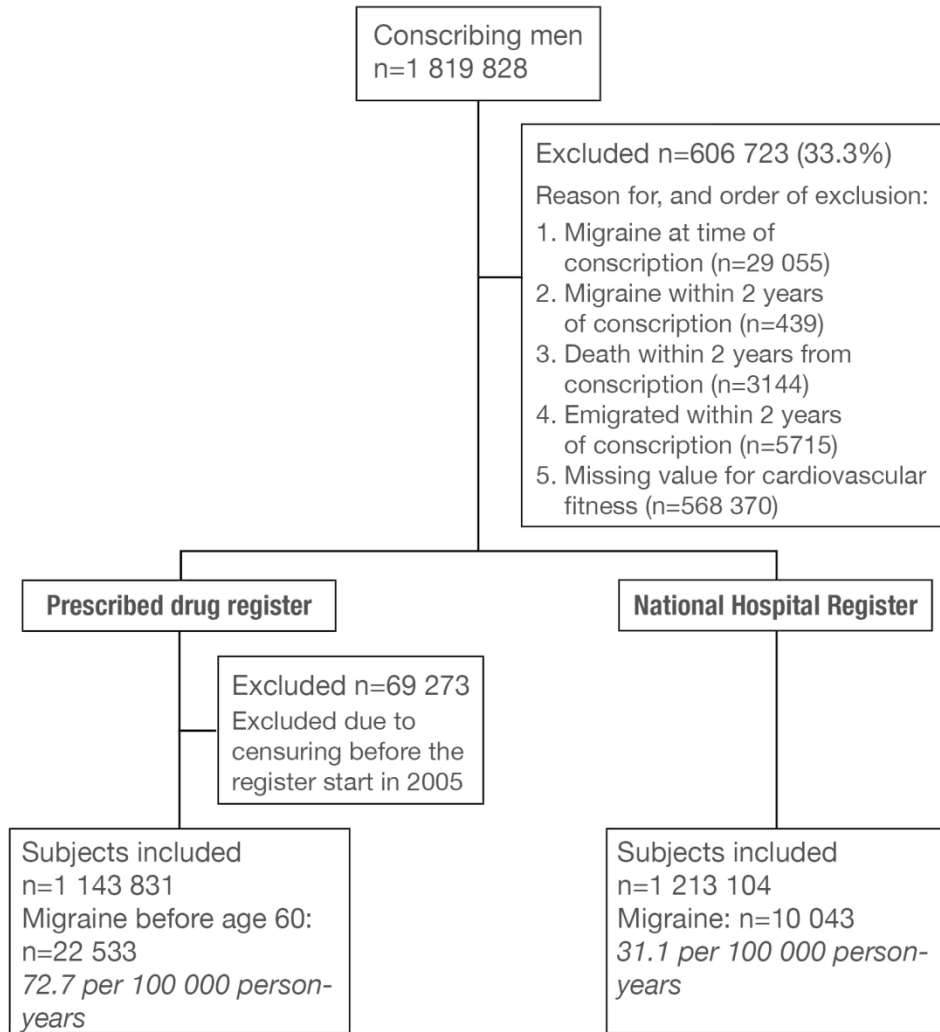 Conscribing men
n=1 819 828
Excluded n=606 723 (33.3%)
Reason for, and order of exclusion:
1. Migraine at time of
conscription (n=29 055)
2. Migraine within 2 years
of conscription (n=439)
3. Death within 2 years from
conscription (n=3144)
4. Emigrated within 2 years
of conscription (n=5715)
5. Missing value for cardiovascular
fitness (n=568 370)
Prescribed drug register
National Hospital Register
Excluded n=69 273
Excluded due to
censuring before the
register start in 2005
Subjects included
n=1 143 831
Migraine before age 60:
n=22 533
72.7 per 100 000 person-
years
Subjects included
n=1 213 104
Migraine: n=10 043
31.1 per 100 000 person-
years